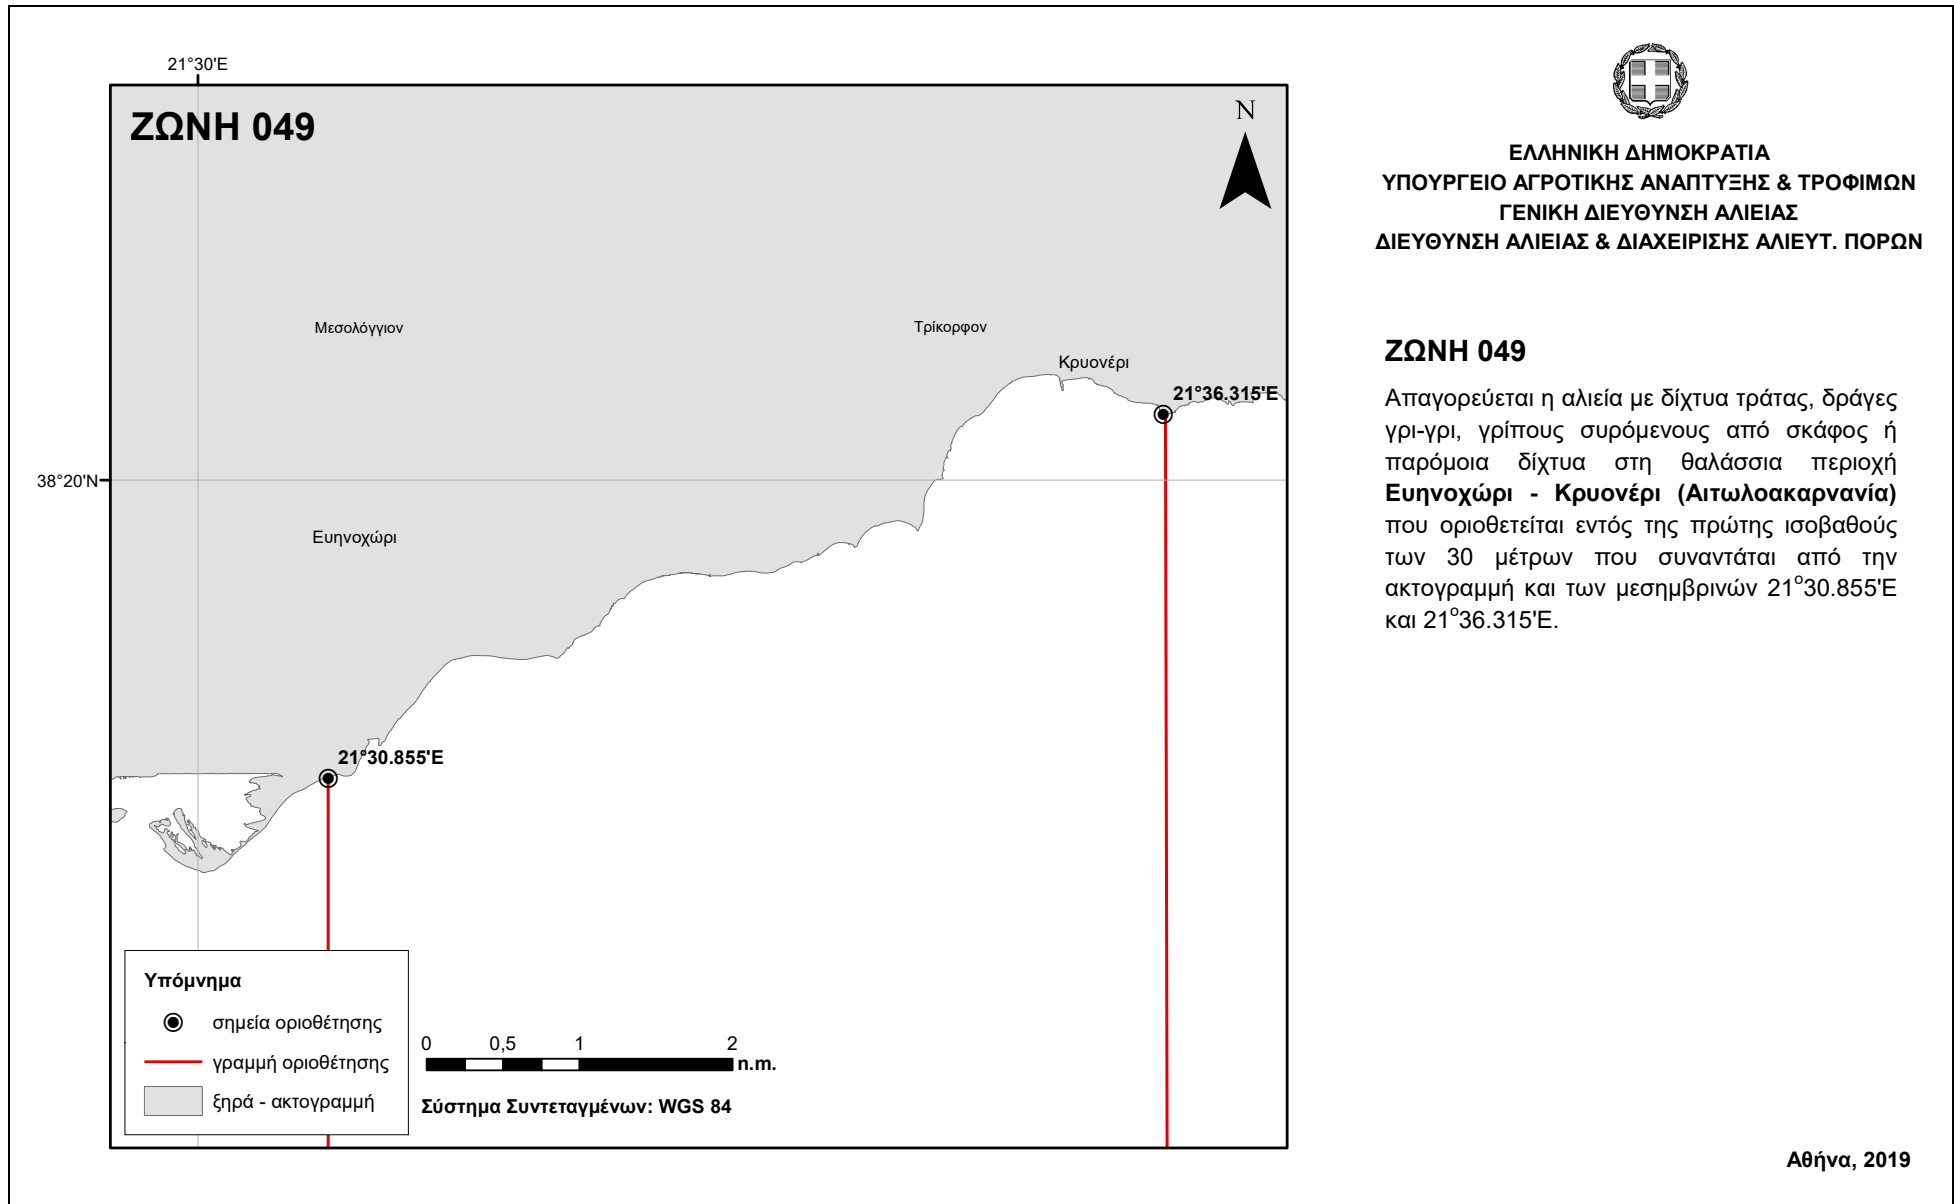 21°30'E
ΖΩΝΗ 049
N
Μεσολόγγιον
Τρίκορφον
Κρυονέρι
21°36.315'E
38°20'N
Ευηνοχώρι
21°30.855'E
Υπόμνημα
σημεία οριοθέτησης
γραμμή οριοθέτησης
ξηρά - ακτογραμμή
0 0,5 1 2
n.m.
Σύστημα Συντεταγμένων: WGS 84
ΕΛΛΗΝΙΚΗ ΔΗΜΟΚΡΑΤΙΑ
ΥΠΟΥΡΓΕΙΟ ΑΓΡΟΤΙΚΗΣ ΑΝΑΠΤΥΞΗΣ & ΤΡΟΦΙΜΩΝ
ΓΕΝΙΚΗ ΔΙΕΥΘΥΝΣΗ ΑΛΙΕΙΑΣ
ΔΙΕΥΘΥΝΣΗ ΑΛΙΕΙΑΣ & ΔΙΑΧΕΙΡΙΣΗΣ ΑΛΙΕΥΤ. ΠΟΡΩΝ
ΖΩΝΗ 049
Απαγορεύεται η αλιεία με δίχτυα τράτας, δράγες
γρι-γρι, γρίπους συρόμενους από σκάφος ή
παρόμοια δίχτυα στη θαλάσσια περιοχή
Ευηνοχώρι - Κρυονέρι (Αιτωλοακαρνανία)
που οριοθετείται εντός της πρώτης ισοβαθούς
των 30 μέτρων που συναντάται από την
ακτογραμμή και των μεσημβρινών 21°30.855'E
και 21°36.315'E.
Αθήνα, 2019